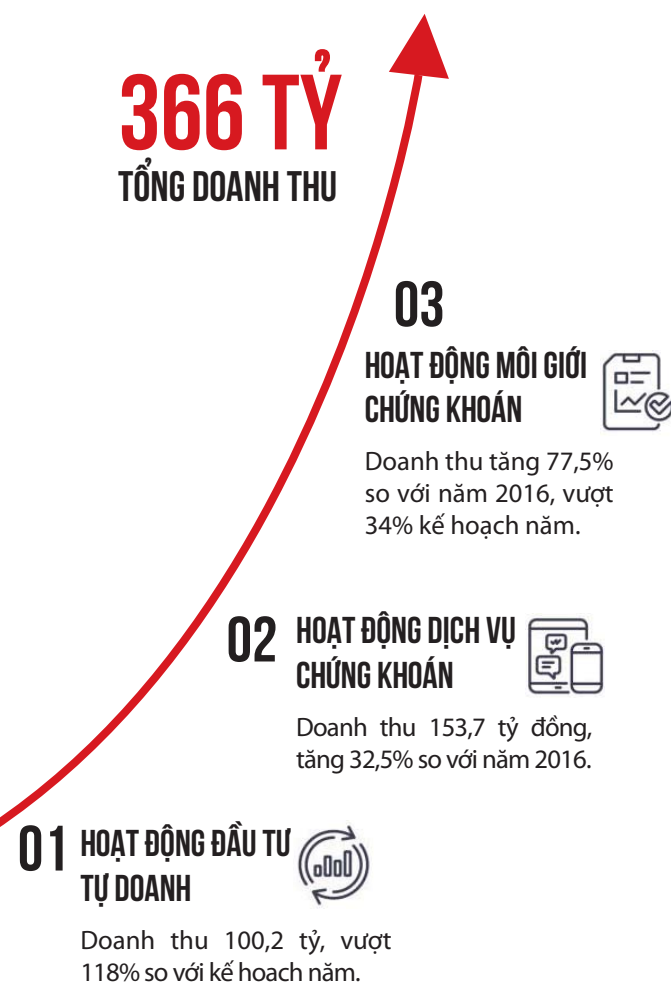 366 TỶ
TỔNG DOANH THU
03
HOẠT ĐỘNG MÔI GIỚI
CHỨNG KHOÁN
Doanh thu tăng 77,5%
so với năm 2016, vượt
34% kế hoạch năm.
02
HOẠT ĐỘNG DỊCH VỤ
CHỨNG KHOÁN
Doanh thu 153,7 tỷ đồng,
tăng 32,5% so với năm 2016.
01
HOẠT ĐỘNG ĐẦU TƯ
TỰ DOANH
Doanh thu 100,2 tỷ, vượt
118% so với kế hoach năm.